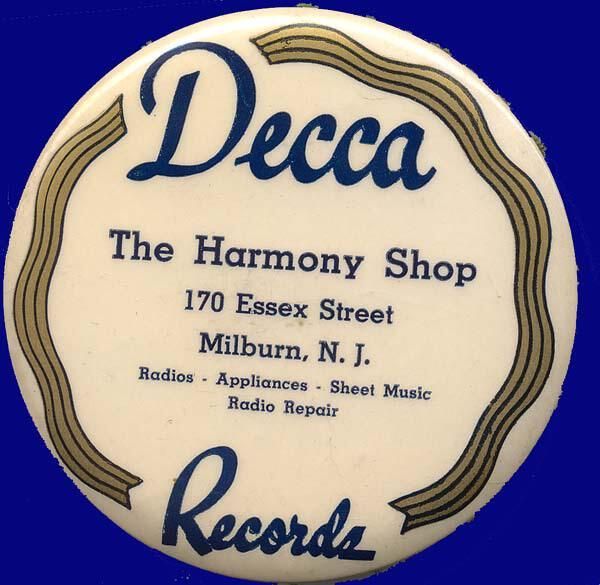 Decca
The Harmony Shop
170 Essex Street
Milburn, N. J.
Radios - Appliances - Sheet Music
Radio Repair
Records